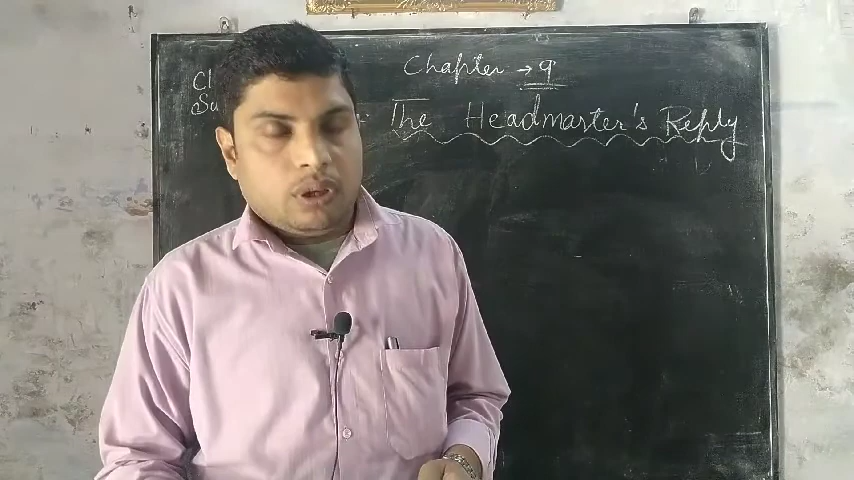 Chapter → 9
The Headmaster's Reply